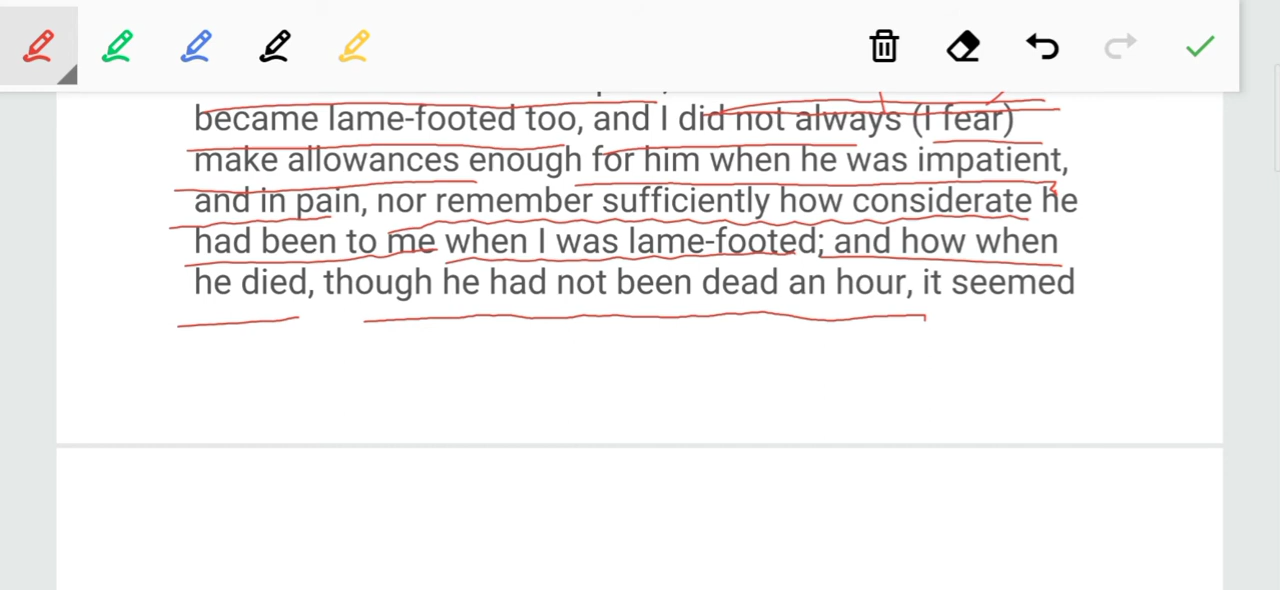 became lame-footed too, and I did not always (I fear)
make allowances enough for him when he was impatient,
and in pain, nor remember sufficiently how considerate he
had been to me when I was lame-footed; and how when
he died, though he had not been dead an hour, it seemed